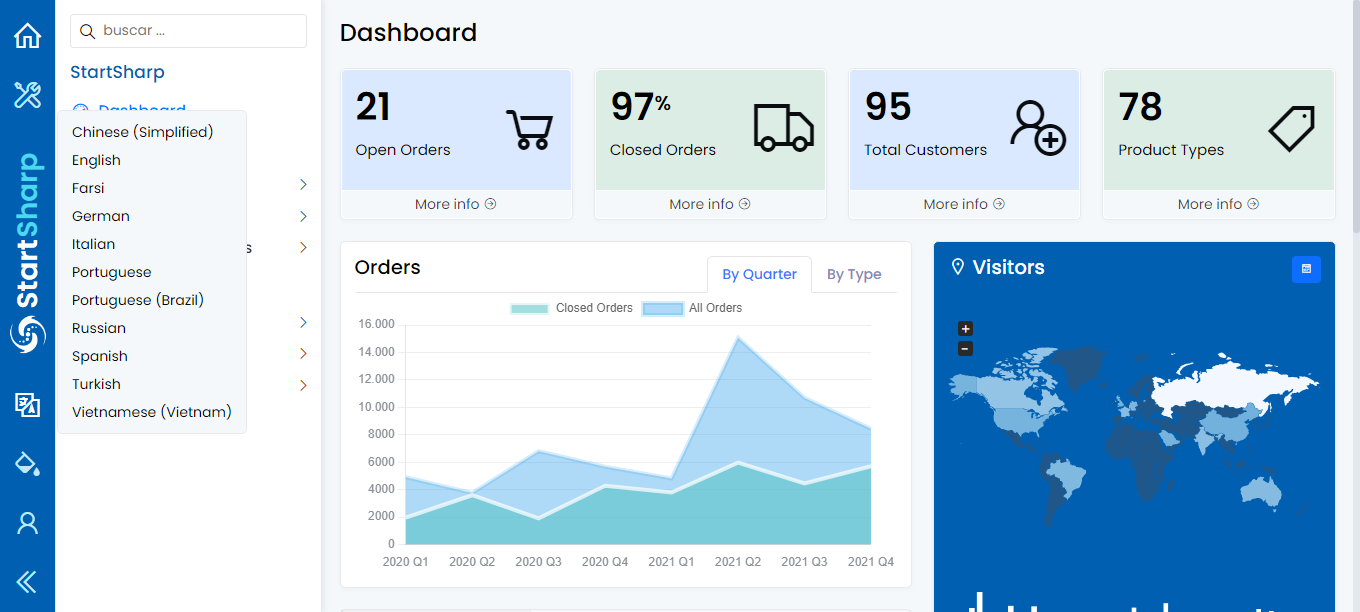 StartSharp
buscar ...
StartSharp
Dashboard
Chinese (Simplified)
English
Farsi
German
Italian
Portuguese
Portuguese (Brazil)
Russian
Spanish
Turkish
Vietnamese (Vietnam)
s
Dashboard
21
Open Orders
More info
97%
Closed Orders
More info
95
Total Customers
More info
78
Product Types
More info
Orders
By Quarter
By Type
Closed Orders
All Orders
16.000
14.000
12.000
10.000
8000
6000
4000
2000
0
2020 Q1 2020 Q2 2020 Q3 2020 Q4 2021 Q1 2021 Q2 2021 Q3 2021 Q4
Visitors
+
−